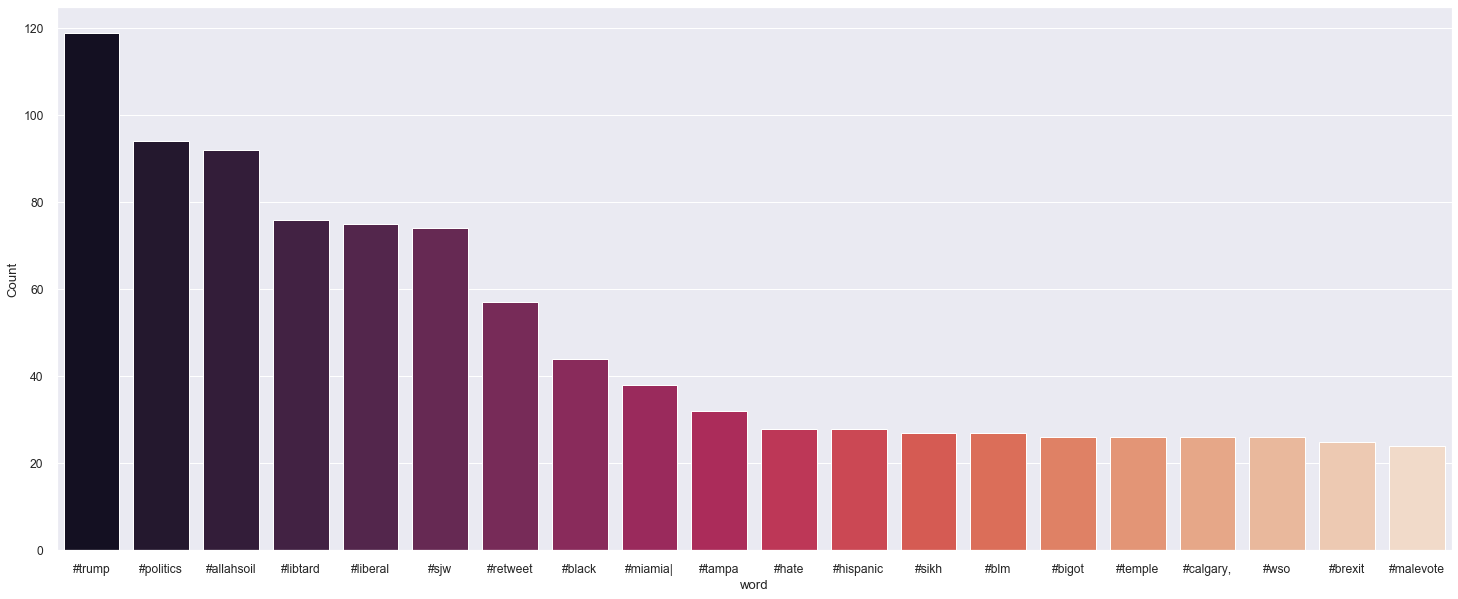 120
100
80
60
40
20
0
Count
#trump #politics #allahsoil #libtard #liberal #sjw #retweet #black #miamia| #tampa #hate #hispanic #sikh #blm #bigot #temple #calgary, #wso #brexit #malevote
word